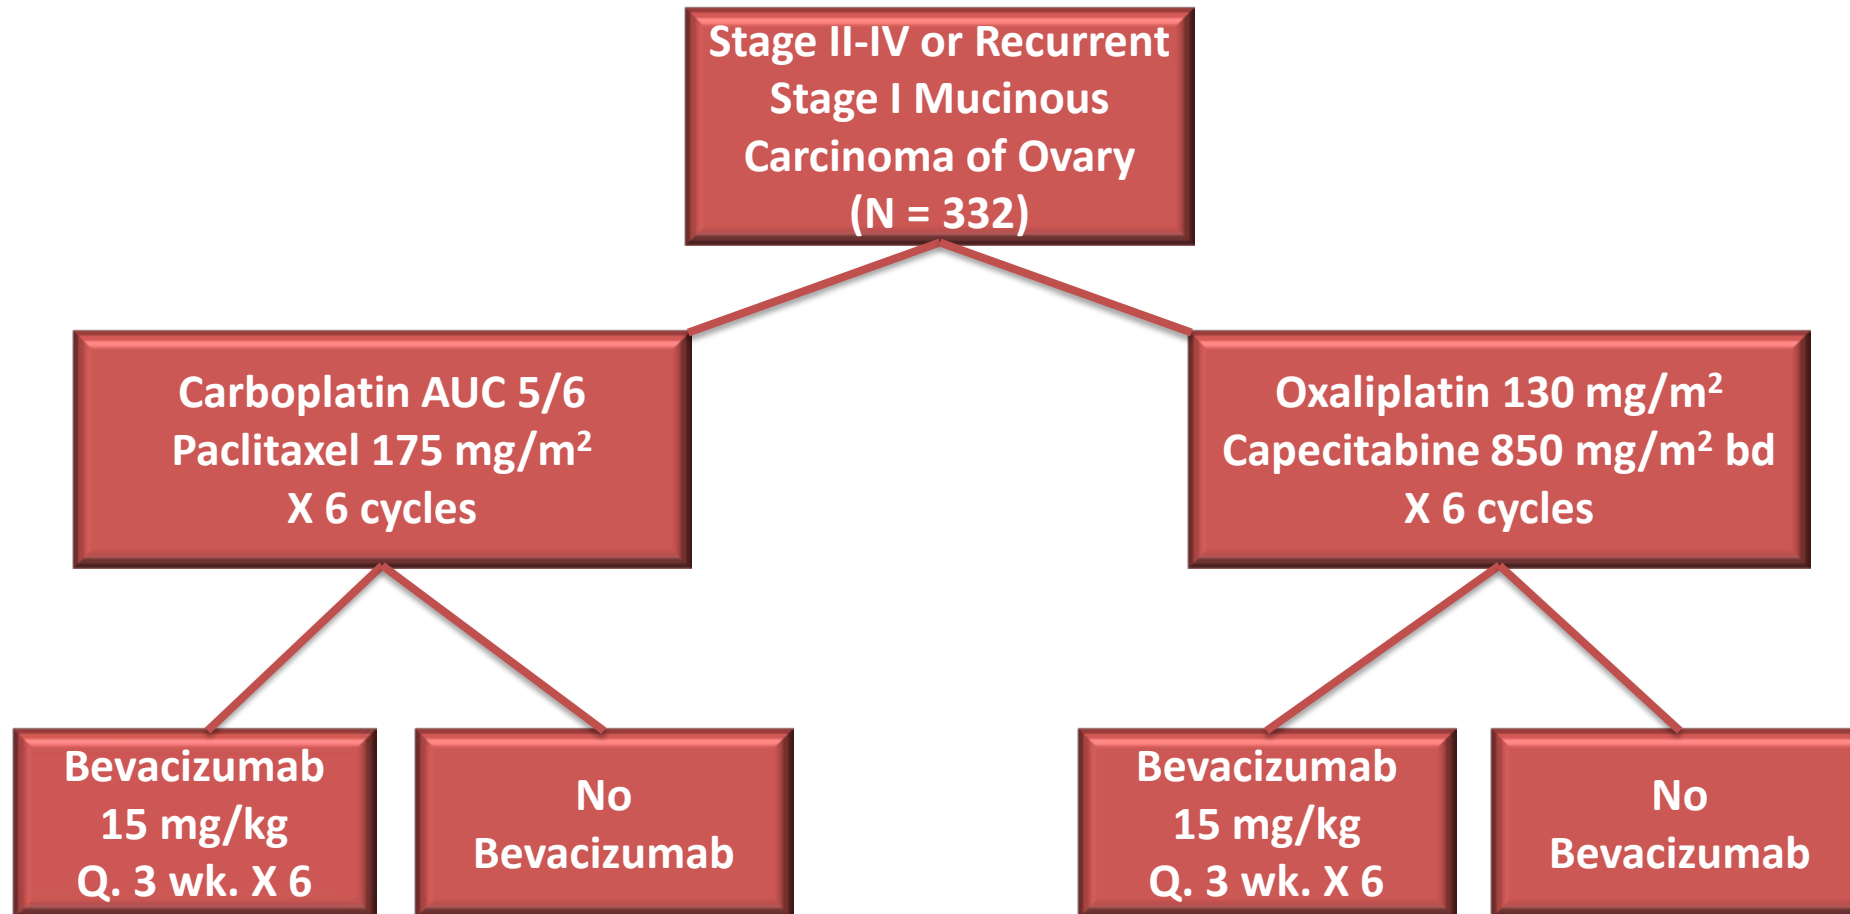 Stage II-IV or Recurrent
Stage I Mucinous
Carcinoma of Ovary
(N = 332)
Carboplatin AUC 5/6
Paclitaxel 175 mg/m²
X 6 cycles
Oxaliplatin 130 mg/m²
Capecitabine 850 mg/m² bd
X 6 cycles
Bevacizumab
15 mg/kg
Q. 3 wk. X 6
No
Bevacizumab
Bevacizumab
15 mg/kg
Q. 3 wk. X 6
No
Bevacizumab